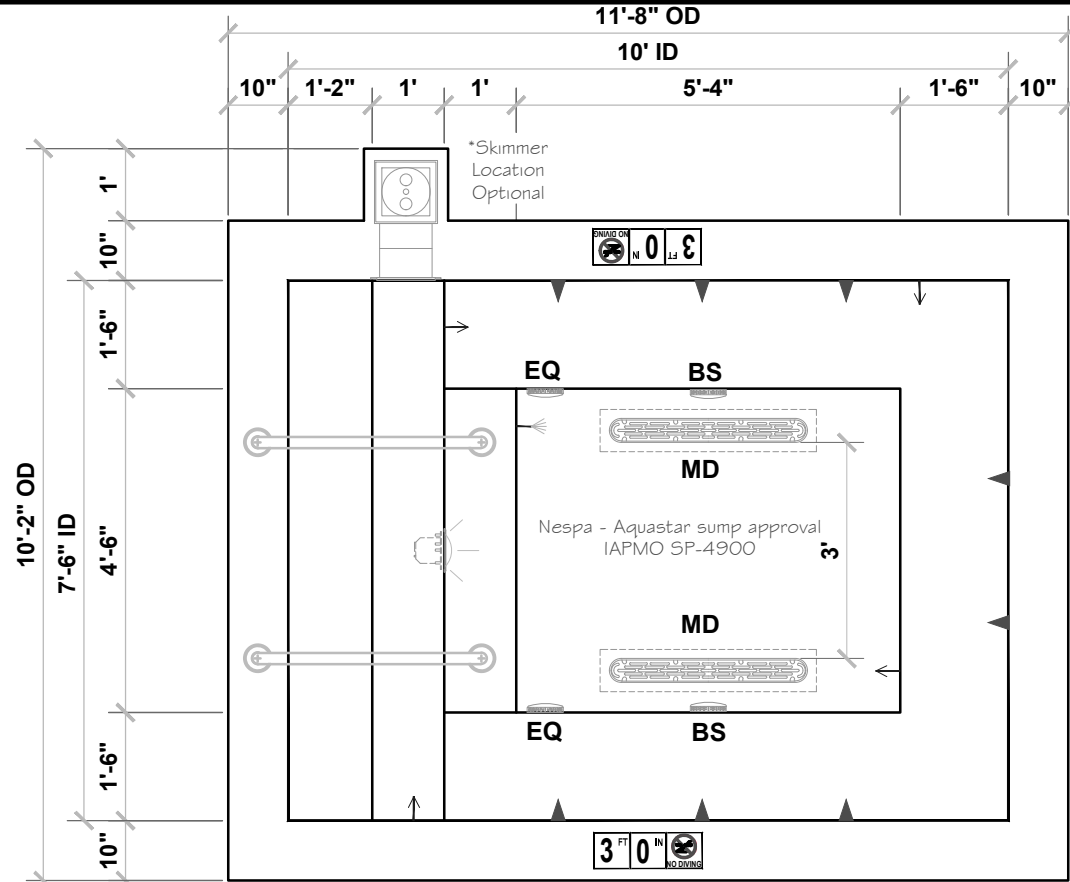 11'-8" OD
10' ID
10" 1'-2" 1' 1' 5'-4" 1'-6" 10"
*Skimmer
Location
Optional
1'
10"
1'-6"
4'-6"
1'-6"
10"
10'-2" OD
7'-6" ID
3 FT 0 IN NO DIVING
EQ BS
MD
Nespa - Aquastar sump approval
IAPMO SP-4900
3'
MD
EQ BS
3 FT 0 IN NO DIVING